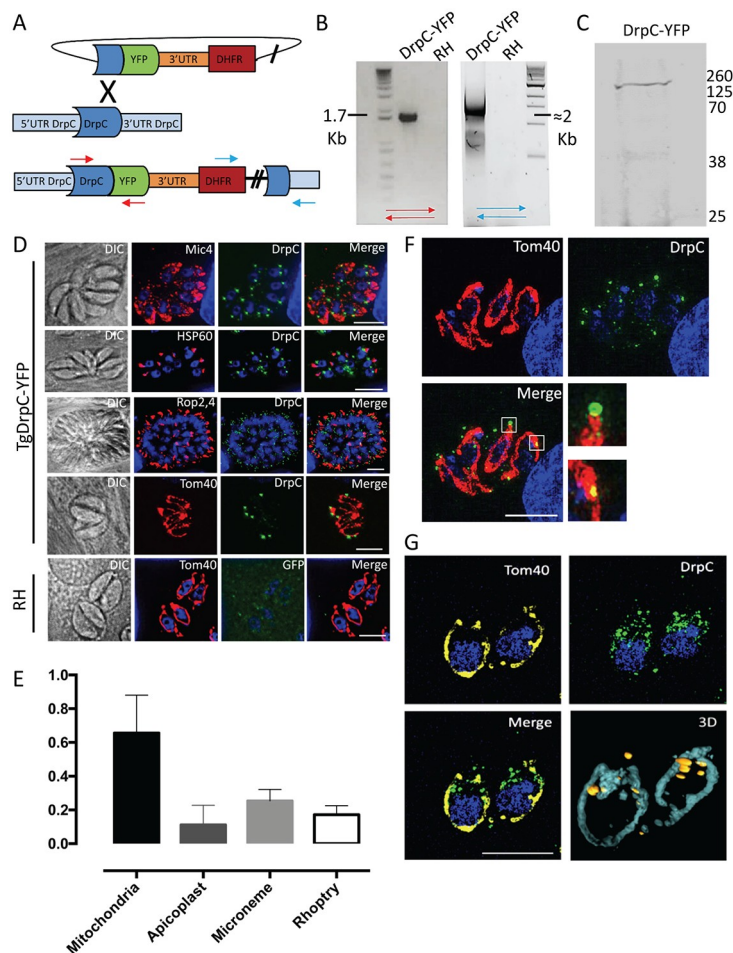 A
YFP
3'UTR
DHFR
5'UTR DrpC
DrpC
3'UTR DrpC
5'UTR DrpC
DrpC
YFP
3'UTR
DHFR
B
DrpC-YFP
RH
DrpC-YFP
RH
1.7
Kb
≈2
Kb
C
DrpC-YFP
260
125
70
38
25
D
TgDrpC-YFP
DIC
Mic4
DrpC
Merge
DIC
HSP60
DrpC
Merge
DIC
Rop2,4
DrpC
Merge
DIC
Tom40
DrpC
Merge
RH
DIC
Tom40
GFP
Merge
E
1.0
0.8
0.6
0.4
0.2
0.0
Mitochondria
Apicoplast
Microneme
Rhoptry
F
Tom40
DrpC
Merge
G
Tom40
DrpC
Merge
3D